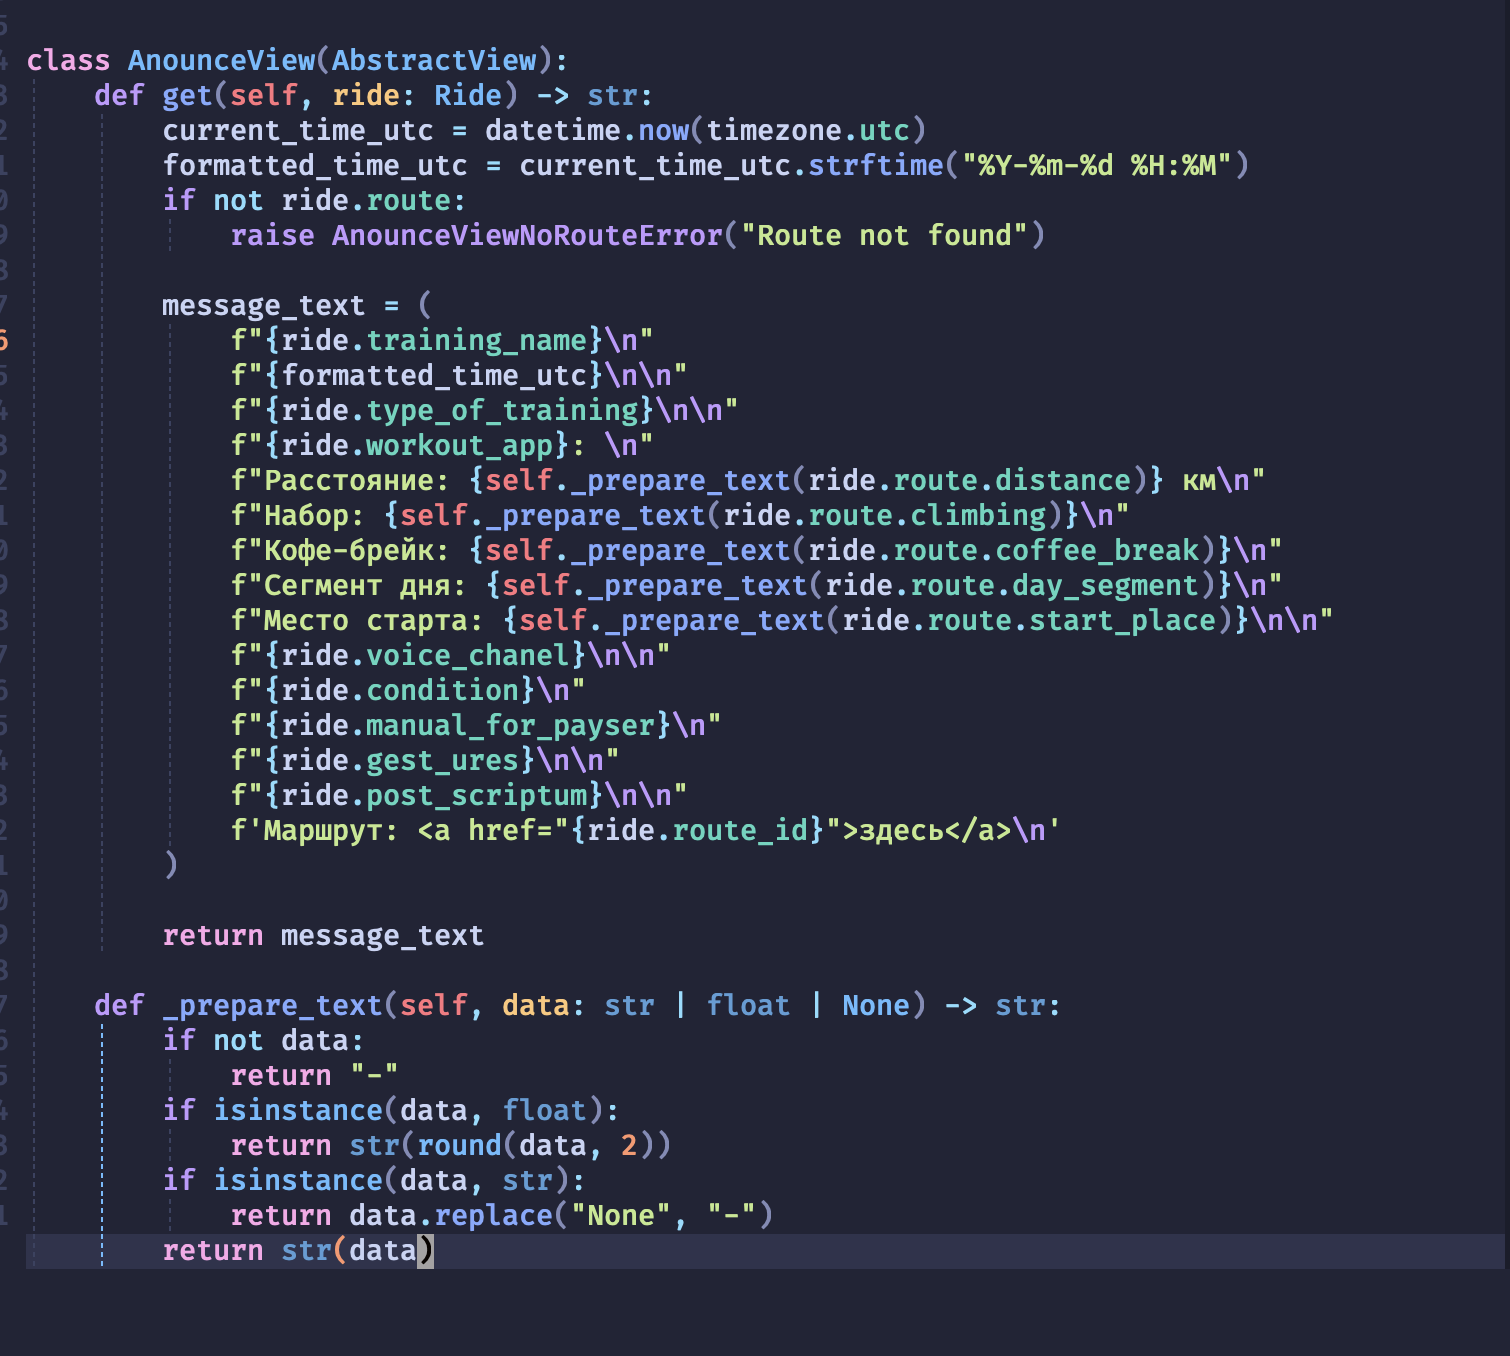 class AnounceView(AbstractView):
    def get(self, ride: Ride) -> str:
        current_time_utc = datetime.now(timezone.utc)
        formatted_time_utc = current_time_utc.strftime("%Y-%m-%d %H:%M")
        if not ride.route:
            raise AnounceViewNoRouteError("Route not found")

        message_text = (
            f"{ride.training_name}\n"
            f"{formatted_time_utc}\n\n"
            f"{ride.type_of_training}\n\n"
            f"{ride.workout_app}: \n"
            f"Расстояние: {self._prepare_text(ride.route.distance)} км\n"
            f"Набор: {self._prepare_text(ride.route.climbing)}\n"
            f"Кофе-брейк: {self._prepare_text(ride.route.coffee_break)}\n"
            f"Сегмент дня: {self._prepare_text(ride.route.day_segment)}\n"
            f"Место старта: {self._prepare_text(ride.route.start_place)}\n\n"
            f"{ride.voice_chanel}\n\n"
            f"{ride.condition}\n"
            f"{ride.manual_for_payser}\n"
            f"{ride.gest_ures}\n\n"
            f"{ride.post_scriptum}\n\n"
            f'Маршрут: <a href="{ride.route_id}">здесь</a>\n'
        )

        return message_text

    def _prepare_text(self, data: str | float | None) -> str:
        if not data:
            return "-"
        if isinstance(data, float):
            return str(round(data, 2))
        if isinstance(data, str):
            return data.replace("None", "-")
        return str(data)